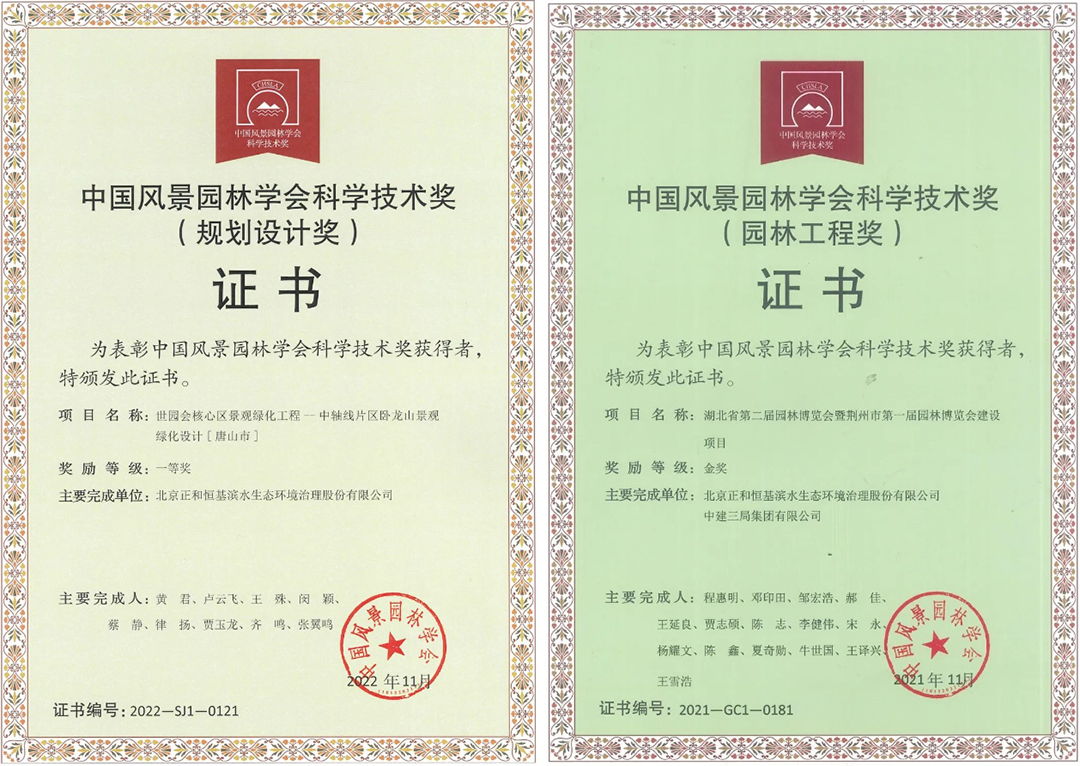 CHSLA
中国风景园林学会
科学技术奖
中国风景园林学会科学技术奖
（规划设计奖）
证书
为表彰中国风景园林学会科学技术奖获得者，
特颁发此证书。
项目名称：世园会核心区景观绿化工程——中轴线片区卧龙山景观
绿化设计[唐山市]
奖励等级：一等奖
主要完成单位：北京正和恒基滨水生态环境治理股份有限公司
主要完成人：黄 君、卢云飞、王 殊、闵 颖、
蔡 静、律 扬、贾玉龙、齐 鸣、张翼鸣
中国风景园林学会
2022 年11月
证书编号：2022—SJ1—0121
CHSLA
中国风景园林学会
科学技术奖
中国风景园林学会科学技术奖
（园林工程奖）
证书
为表彰中国风景园林学会科学技术奖获得者，
特颁发此证书。
项目名称：湖北省第二届园林博览会暨荆州市第一届园林博览会建设
项目
奖励等级：金奖
主要完成单位：北京正和恒基滨水生态环境治理股份有限公司
中建三局集团有限公司
主要完成人：程惠明、邓印田、邹宏浩、郝 佳、
王延良、贾志硕、陈 志、李健伟、宋 永、
杨耀文、陈 鑫、夏奇勋、牛世国、王译兴、
王雪浩
中国风景园林学会
2021 年11月
证书编号：2021—GC1—0181